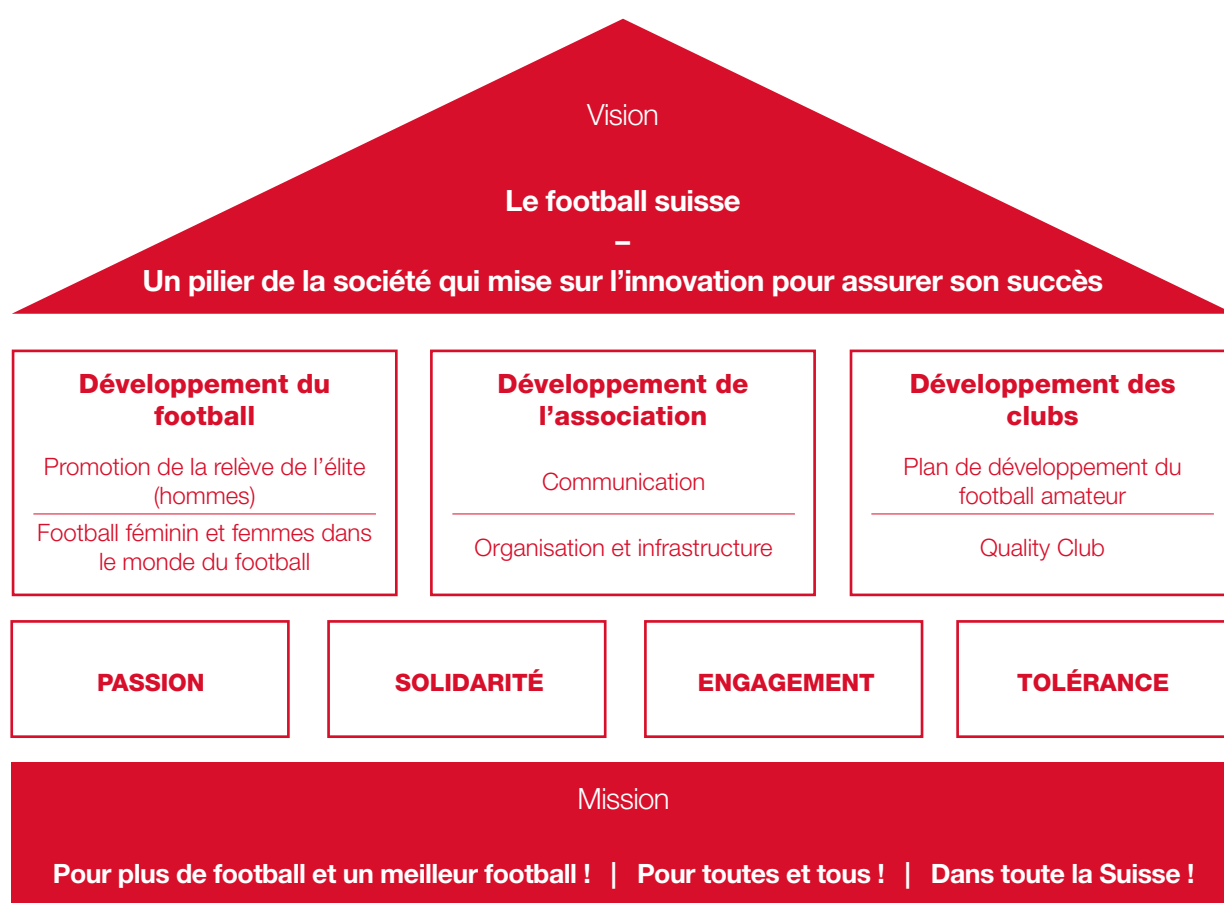 Vision
Le football suisse
–
Un pilier de la société qui mise sur l’innovation pour assurer son succès
Développement du
football
Promotion de la relève de l’élite
(hommes)
Football féminin et femmes dans
le monde du football
Développement de
l’association
Communication
Organisation et infrastructure
Développement des
clubs
Plan de développement du
football amateur
Quality Club
PASSION
SOLIDARITÉ
ENGAGEMENT
TOLÉRANCE
Mission
Pour plus de football et un meilleur football ! | Pour toutes et tous ! | Dans toute la Suisse !